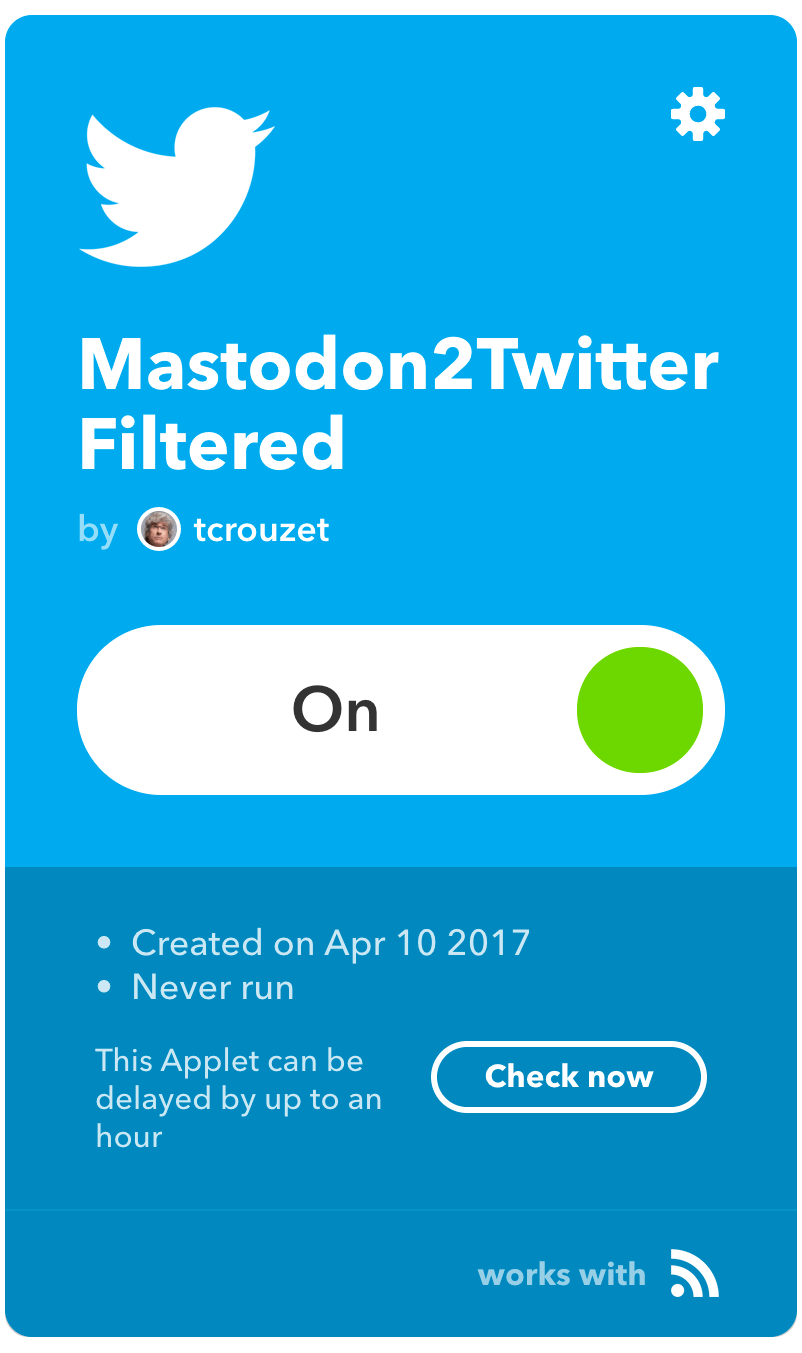 Mastodon2Twitter
Filtered
by tcrouzet
On
• Created on Apr 10 2017
• Never run
This Applet can be
delayed by up to an
hour
Check now
works with